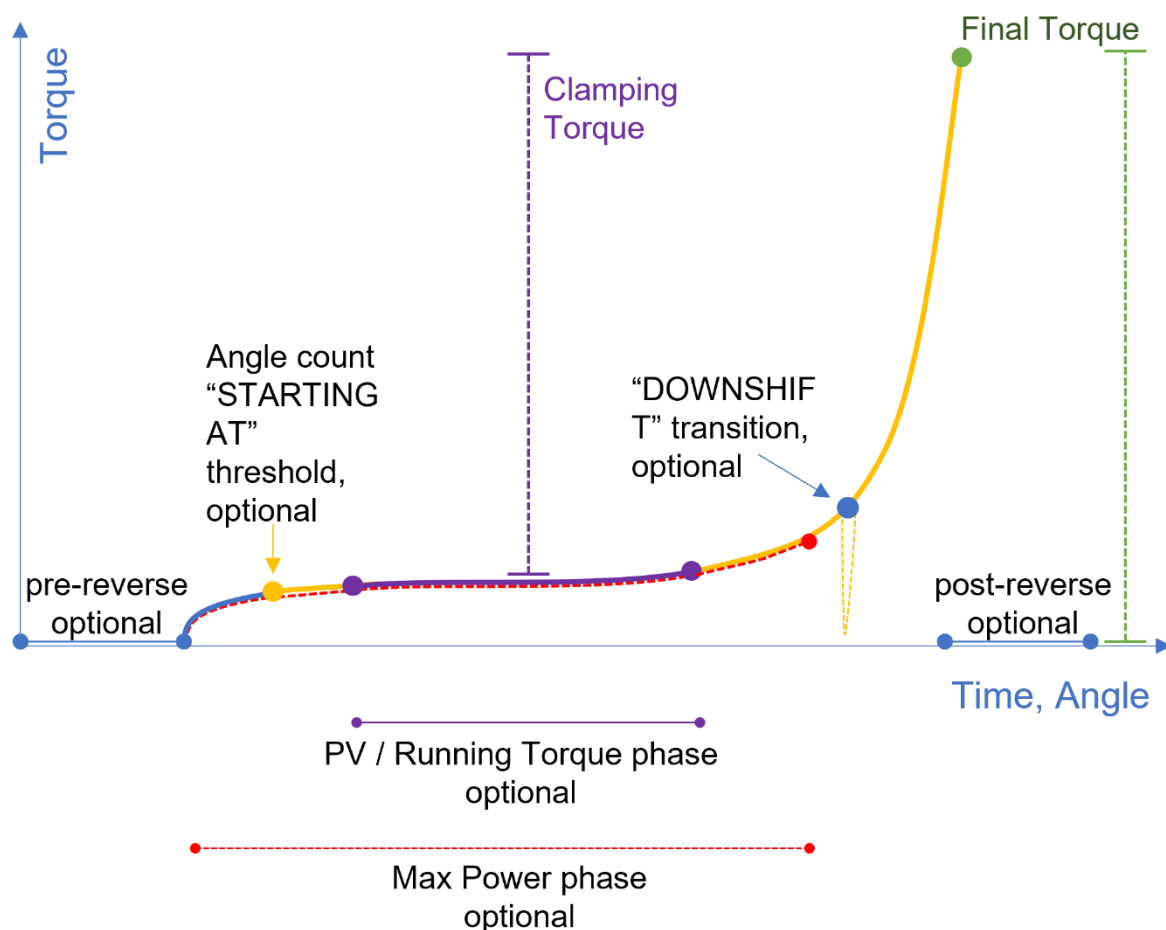 Torque
Final Torque
Clamping
Torque
Angle count
“STARTING
AT”
threshold,
optional
“DOWNSHIF
T” transition,
optional
pre-reverse
optional
post-reverse
optional
Time, Angle
PV / Running Torque phase
optional
Max Power phase
optional